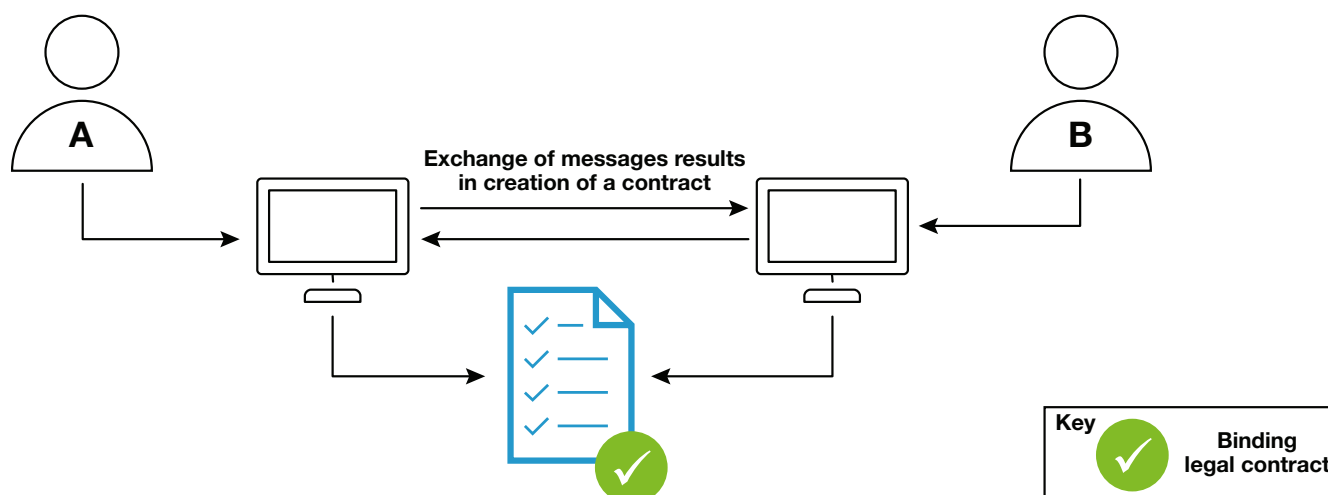 A
B
Exchange of messages results
in creation of a contract
Key
Binding
legal contract